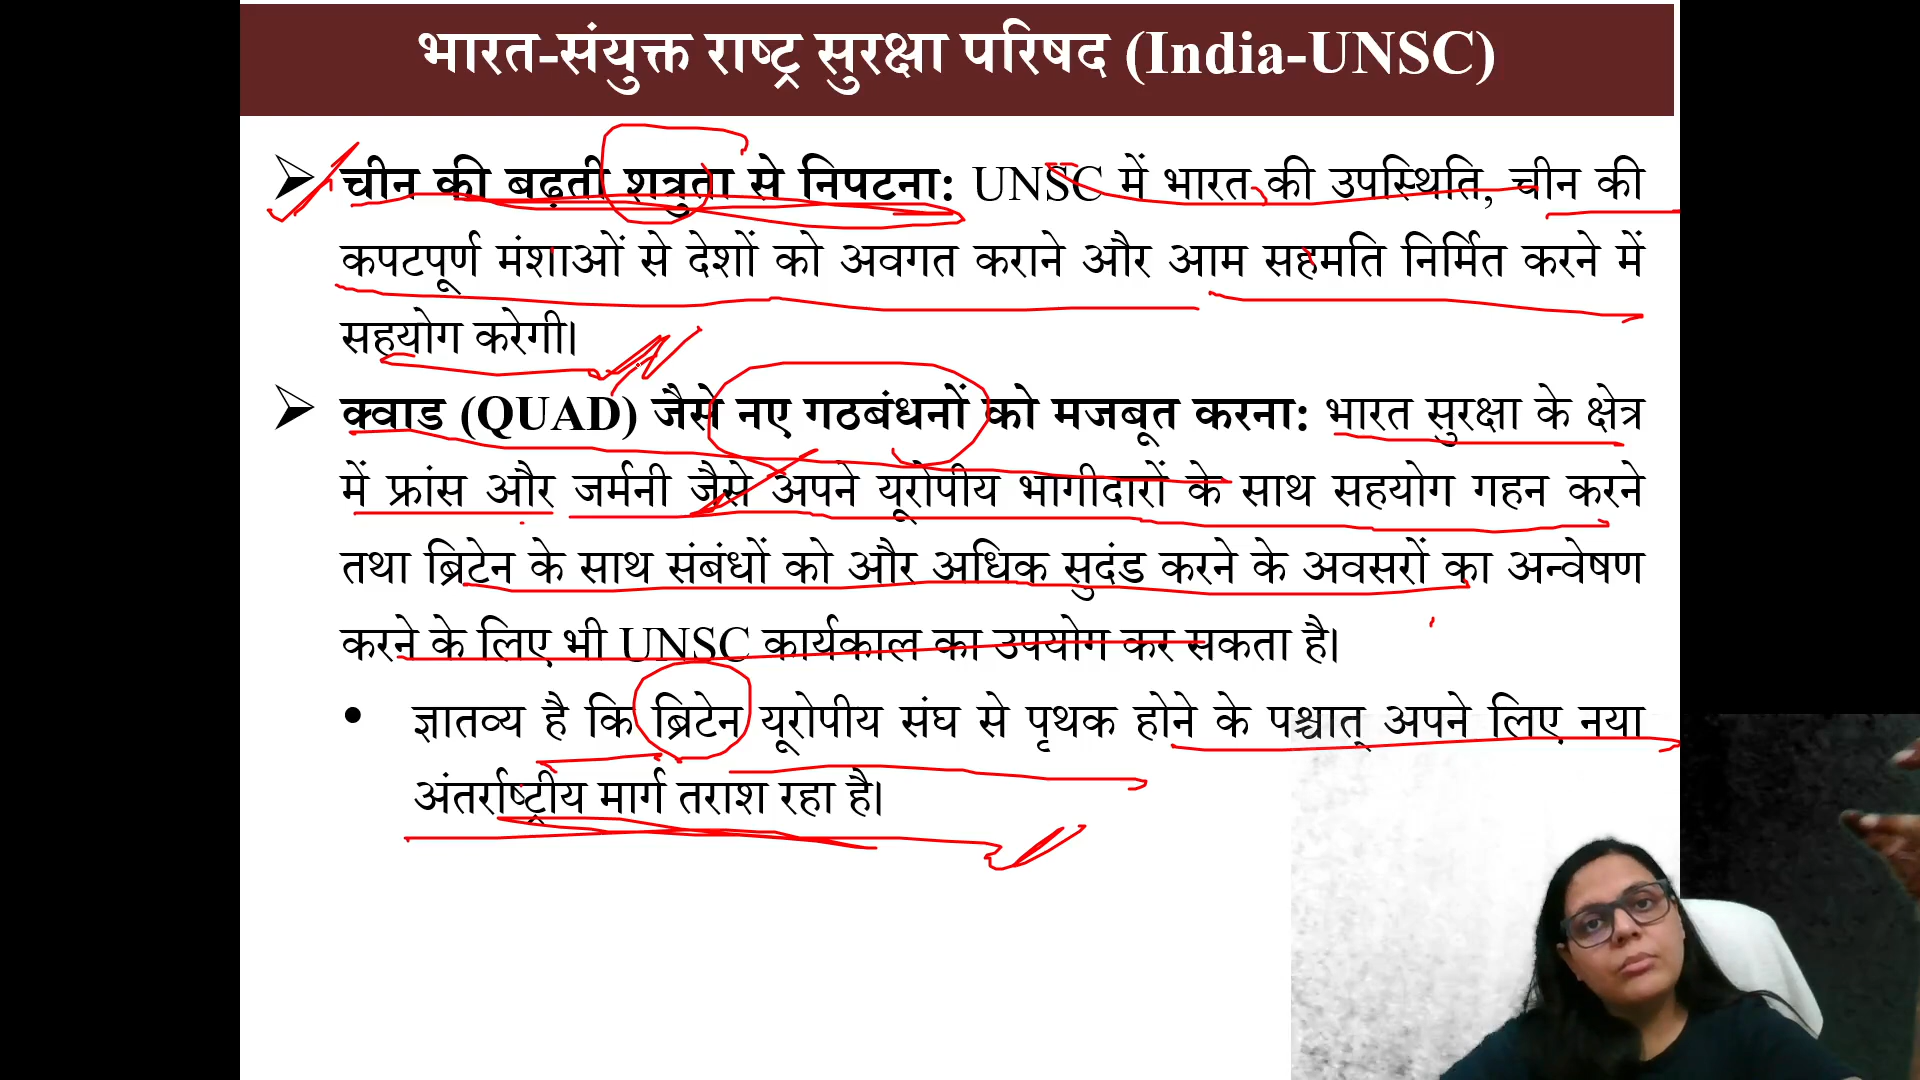 भारत-संयुक्त राष्ट्र सुरक्षा परिषद (India-UNSC)
➢ चीन की बढ़ती शत्रुता से निपटना: UNSC में भारत की उपस्थिति, चीन की
कपटपूर्ण मंशाओं से देशों को अवगत कराने और आम सहमति निर्मित करने में
सहयोग करेगी।
➢ क्वाड (QUAD) जैसे नए गठबंधनों को मजबूत करना: भारत सुरक्षा के क्षेत्र
में फ्रांस और जर्मनी जैसे अपने यूरोपीय भागीदारों के साथ सहयोग गहन करने
तथा ब्रिटेन के साथ संबंधों को और अधिक सुदंड करने के अवसरों का अन्वेषण
करने के लिए भी UNSC कार्यकाल का उपयोग कर सकता है।
• ज्ञातव्य है कि ब्रिटेन यूरोपीय संघ से पृथक होने के पश्चात् अपने लिए नया
अंतर्राष्ट्रीय मार्ग तराश रहा है।